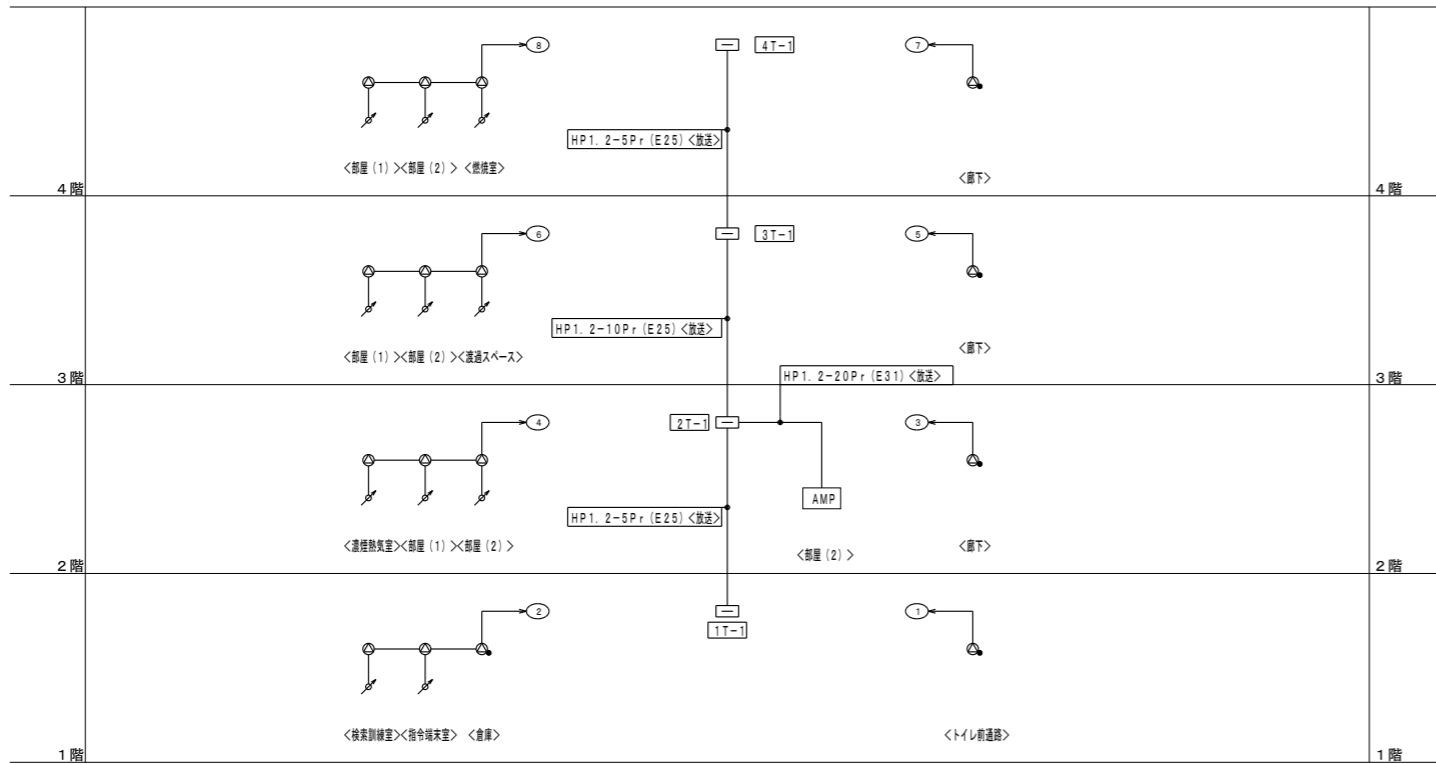 8
4T-1
7
HP1. 2-5Pr (E25) <放送>
<部屋 (1) ><部屋 (2) > <燃焼室>
<廊下>
4階
4階
6
3T-1
5
HP1. 2-10Pr (E25) <放送>
<部屋 (1) ><部屋 (2) ><渡過スペース>
<廊下>
3階
HP1. 2-20Pr (E31) <放送>
3階
4
2T-1
3
AMP
HP1. 2-5Pr (E25) <放送>
<濃煙熱気室><部屋 (1) ><部屋 (2) >
<部屋 (2) >
<廊下>
2階
2階
2
1T-1
1
<検索訓練室><指令端末室> <倉庫>
<トイレ前通路>
1階
1階